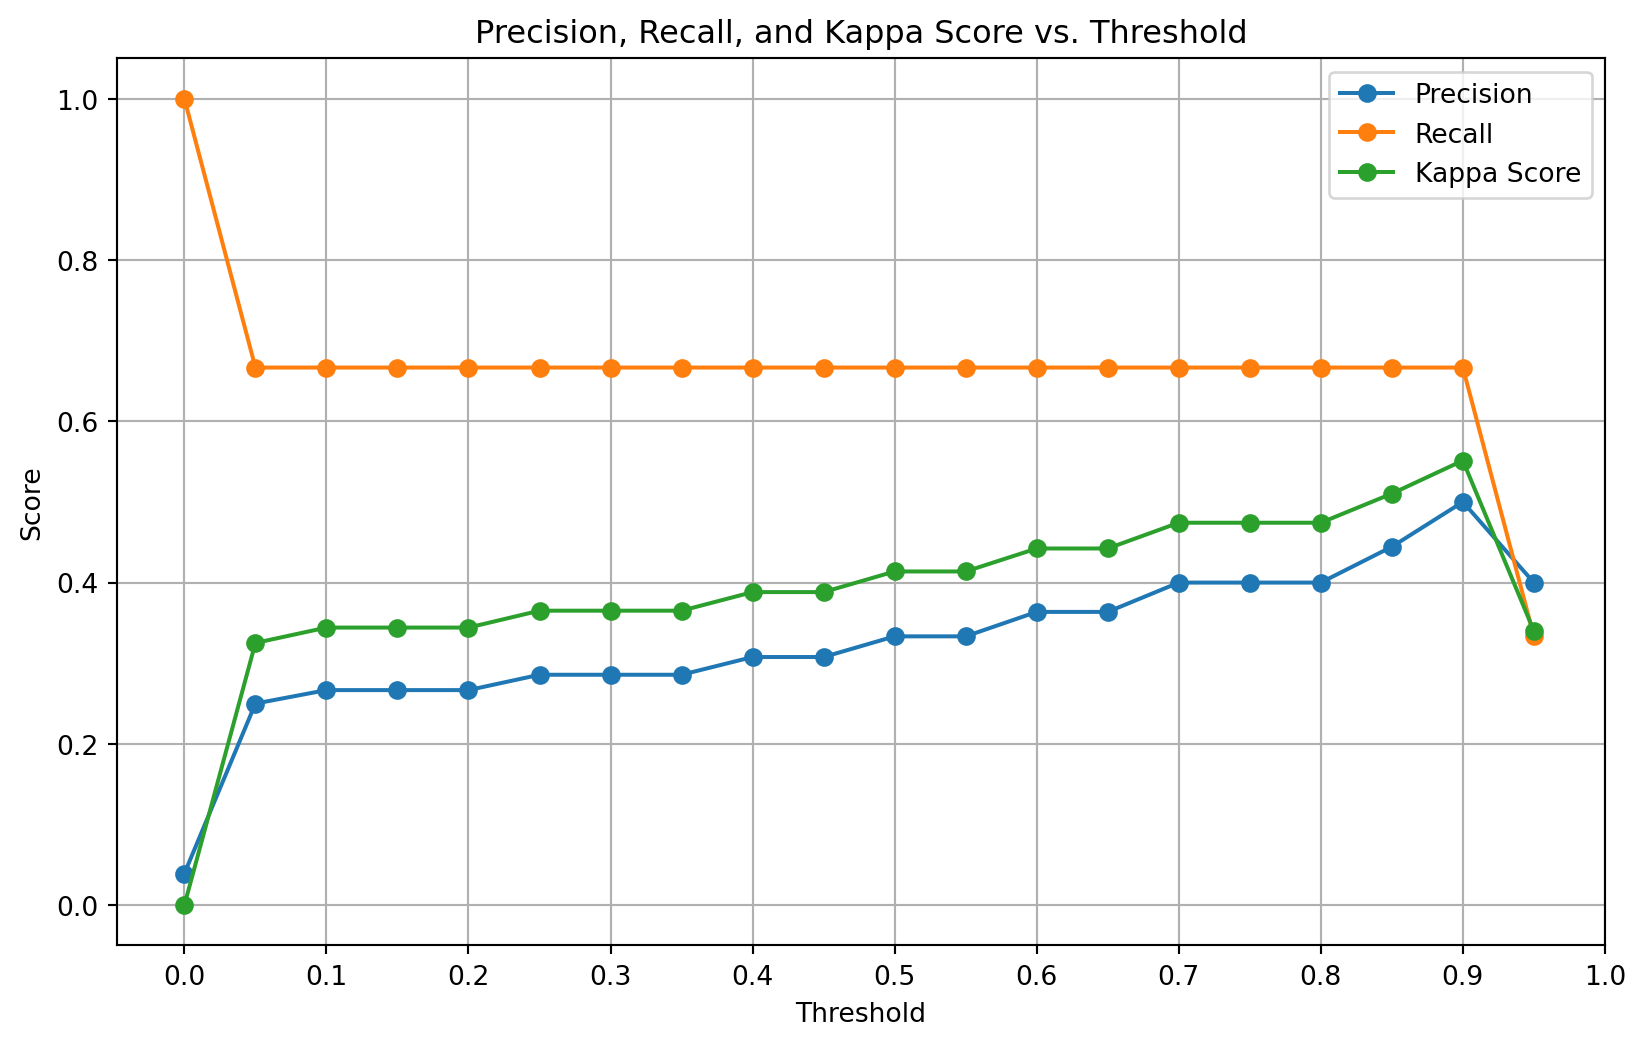 Precision, Recall, and Kappa Score vs. Threshold
Precision
Recall
Kappa Score
Score
1.0
0.8
0.6
0.4
0.2
0.0
0.0 0.1 0.2 0.3 0.4 0.5 0.6 0.7 0.8 0.9 1.0
Threshold